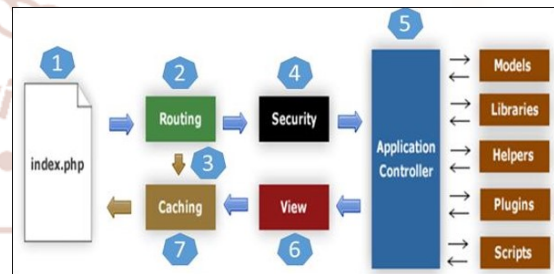 1
2
4
5
index.php
Routing
Security
Application
Controller
Models
Libraries
Helpers
Plugins
Scripts
3
Caching
View
7
6